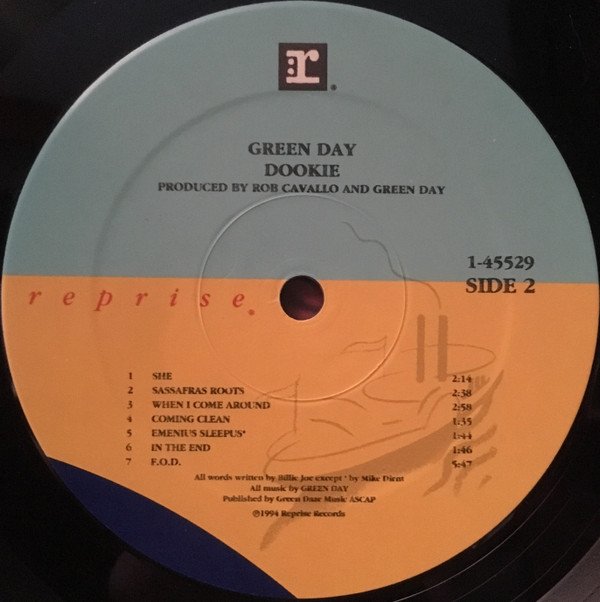 r
GREEN DAY
DOOKIE
PRODUCED BY ROB CAVALLO AND GREEN DAY
1-45529
SIDE 2
reprise
1 SHE 2:14
2 SASSAFRAS ROOTS 2:38
3 WHEN I COME AROUND 2:58
4 COMING CLEAN 1:35
5 EMENIUS SLEEPUS* 1:44
6 IN THE END 1:46
7 F.O.D. 5:47
All words written by Billie Joe except * by Mike Dirnt
All music by GREEN DAY
Published by Green Daze Music ASCAP
℗1994 Reprise Records